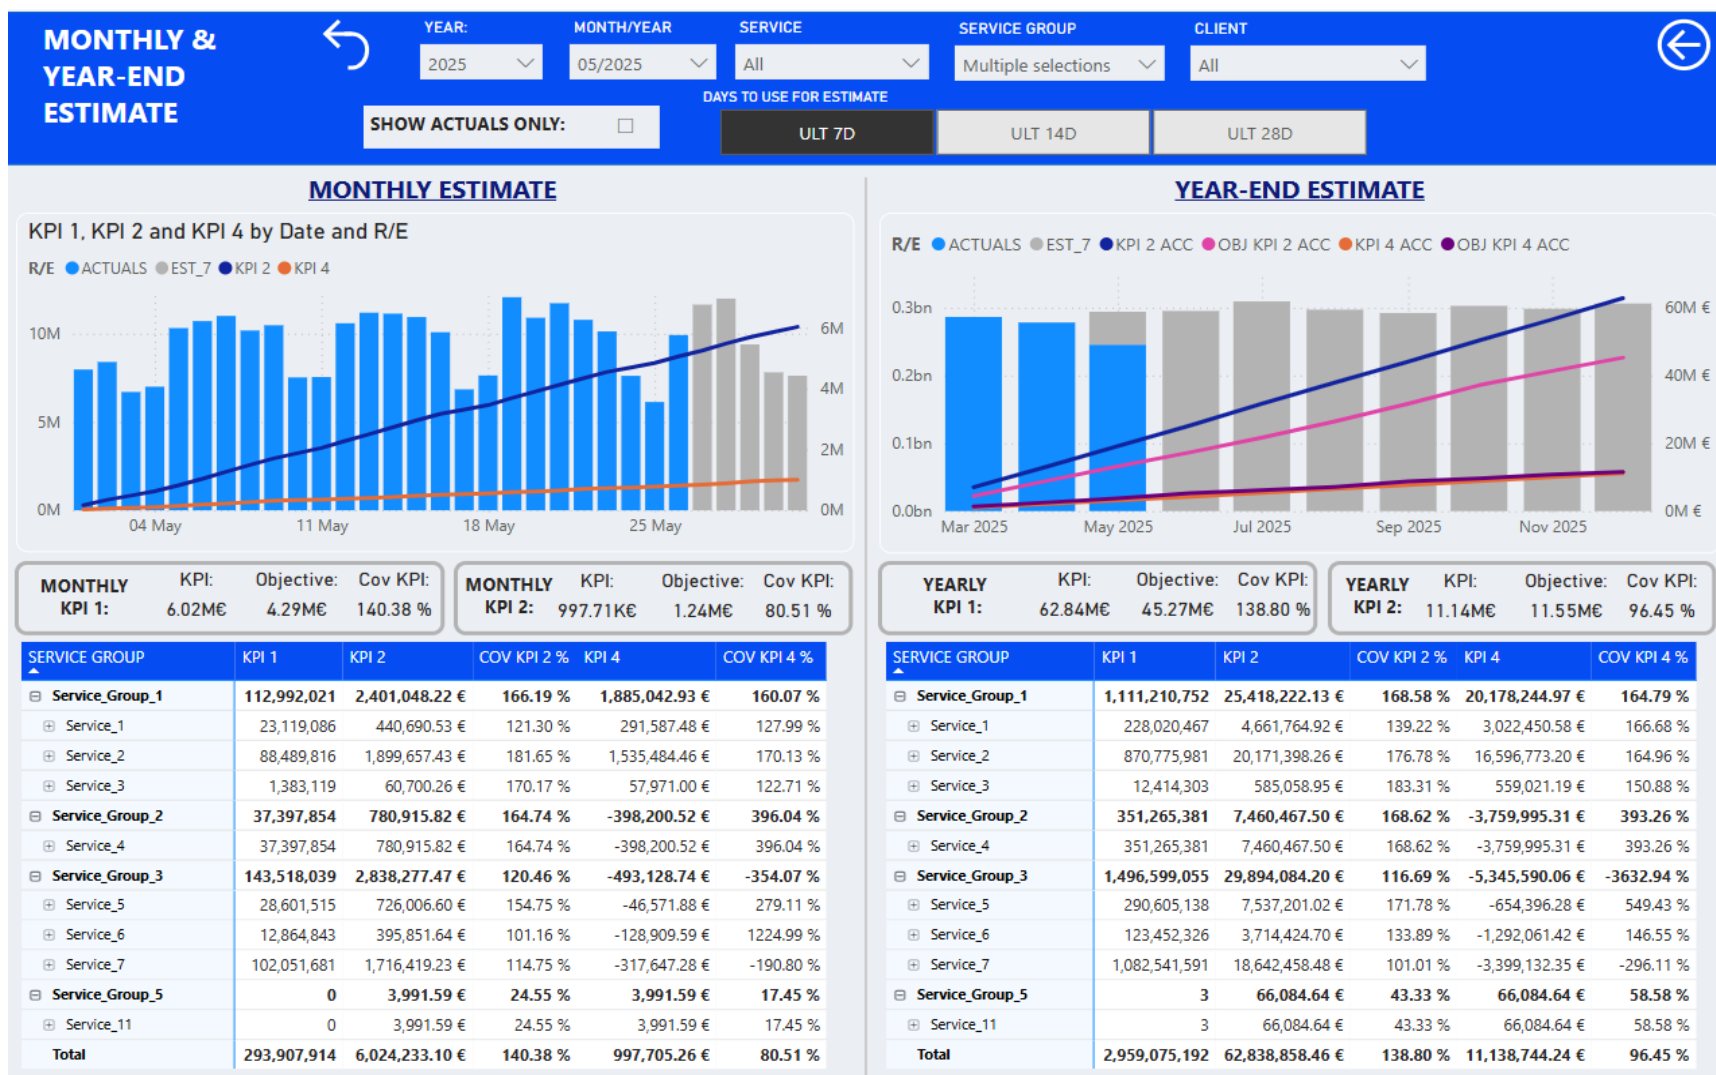 MONTHLY &
YEAR-END
ESTIMATE
YEAR:
2025
MONTH/YEAR
05/2025
SERVICE
All
SERVICE GROUP
Multiple selections
CLIENT
All
SHOW ACTUALS ONLY:
DAYS TO USE FOR ESTIMATE
ULT 7D
ULT 14D
ULT 28D
MONTHLY ESTIMATE
KPI 1, KPI 2 and KPI 4 by Date and R/E
R/E ACTUALS EST_7 KPI 2 KPI 4
10M
5M
0M
6M
4M
2M
0M
04 May 11 May 18 May 25 May
MONTHLY KPI 1:
KPI: Objective: Cov KPI:
6.02M€ 4.29M€ 140.38 %
MONTHLY KPI 2:
KPI: Objective: Cov KPI:
997.71K€ 1.24M€ 80.51 %
SERVICE GROUP KPI 1 KPI 2 COV KPI 2 % KPI 4 COV KPI 4 %
Service_Group_1 112,992,021 2,401,048.22 € 166.19 % 1,885,042.93 € 160.07 %
Service_1 23,119,086 440,690.53 € 121.30 % 291,587.48 € 127.99 %
Service_2 88,489,816 1,899,657.43 € 181.65 % 1,535,484.46 € 170.13 %
Service_3 1,383,119 60,700.26 € 170.17 % 57,971.00 € 122.71 %
Service_Group_2 37,397,854 780,915.82 € 164.74 % -398,200.52 € 396.04 %
Service_4 37,397,854 780,915.82 € 164.74 % -398,200.52 € 396.04 %
Service_Group_3 143,518,039 2,838,277.47 € 120.46 % -493,128.74 € -354.07 %
Service_5 28,601,515 726,006.60 € 154.75 % -46,571.88 € 279.11 %
Service_6 12,864,843 395,851.64 € 101.16 % -128,909.59 € 1224.99 %
Service_7 102,051,681 1,716,419.23 € 114.75 % -317,647.28 € -190.80 %
Service_Group_5 0 3,991.59 € 24.55 % 3,991.59 € 17.45 %
Service_11 0 3,991.59 € 24.55 % 3,991.59 € 17.45 %
Total 293,907,914 6,024,233.10 € 140.38 % 997,705.26 € 80.51 %
YEAR-END ESTIMATE
R/E ACTUALS EST_7 KPI 2 ACC OBJ KPI 2 ACC KPI 4 ACC OBJ KPI 4 ACC
0.3bn
0.2bn
0.1bn
0.0bn
60M €
40M €
20M €
0M €
Mar 2025 May 2025 Jul 2025 Sep 2025 Nov 2025
YEARLY KPI 1:
KPI: Objective: Cov KPI:
62.84M€ 45.27M€ 138.80 %
YEARLY KPI 2:
KPI: Objective: Cov KPI:
11.14M€ 11.55M€ 96.45 %
SERVICE GROUP KPI 1 KPI 2 COV KPI 2 % KPI 4 COV KPI 4 %
Service_Group_1 1,111,210,752 25,418,222.13 € 168.58 % 20,178,244.97 € 164.79 %
Service_1 228,020,467 4,661,764.92 € 139.22 % 3,022,450.58 € 166.68 %
Service_2 870,775,981 20,171,398.26 € 176.78 % 16,596,773.20 € 164.96 %
Service_3 12,414,303 585,058.95 € 183.31 % 559,021.19 € 150.88 %
Service_Group_2 351,265,381 7,460,467.50 € 168.62 % -3,759,995.31 € 393.26 %
Service_4 351,265,381 7,460,467.50 € 168.62 % -3,759,995.31 € 393.26 %
Service_Group_3 1,496,599,055 29,894,084.20 € 116.69 % -5,345,590.06 € -3632.94 %
Service_5 290,605,138 7,537,201.02 € 171.78 % -654,396.28 € 549.43 %
Service_6 123,452,326 3,714,424.70 € 133.89 % -1,292,061.42 € 146.55 %
Service_7 1,082,541,591 18,642,458.48 € 101.01 % -3,399,132.35 € -296.11 %
Service_Group_5 3 66,084.64 € 43.33 % 66,084.64 € 58.58 %
Service_11 3 66,084.64 € 43.33 % 66,084.64 € 58.58 %
Total 2,959,075,192 62,838,858.46 € 138.80 % 11,138,744.24 € 96.45 %